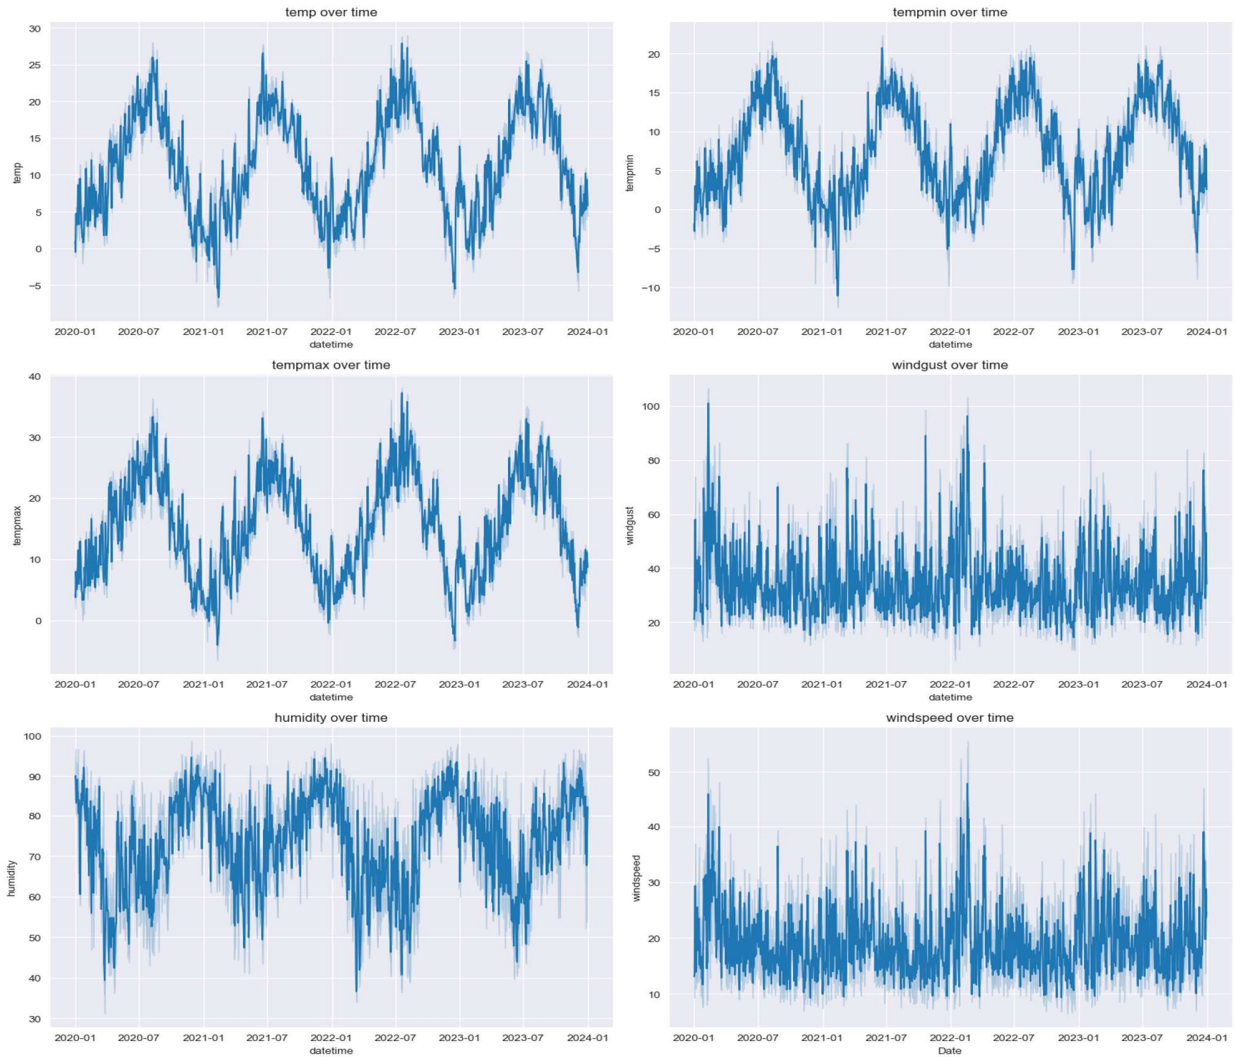 temp over time
30
25
20
15
10
5
0
−5
temp
2020-01 2020-07 2021-01 2021-07 2022-01 2022-07 2023-01 2023-07 2024-01
datetime
tempmin over time
20
15
10
5
0
−5
−10
tempmin
2020-01 2020-07 2021-01 2021-07 2022-01 2022-07 2023-01 2023-07 2024-01
datetime
tempmax over time
40
30
20
10
0
tempmax
2020-01 2020-07 2021-01 2021-07 2022-01 2022-07 2023-01 2023-07 2024-01
datetime
windgust over time
100
80
60
40
20
windgust
2020-01 2020-07 2021-01 2021-07 2022-01 2022-07 2023-01 2023-07 2024-01
datetime
humidity over time
100
90
80
70
60
50
40
30
humidity
2020-01 2020-07 2021-01 2021-07 2022-01 2022-07 2023-01 2023-07 2024-01
datetime
windspeed over time
50
40
30
20
10
windspeed
2020-01 2020-07 2021-01 2021-07 2022-01 2022-07 2023-01 2023-07 2024-01
Date